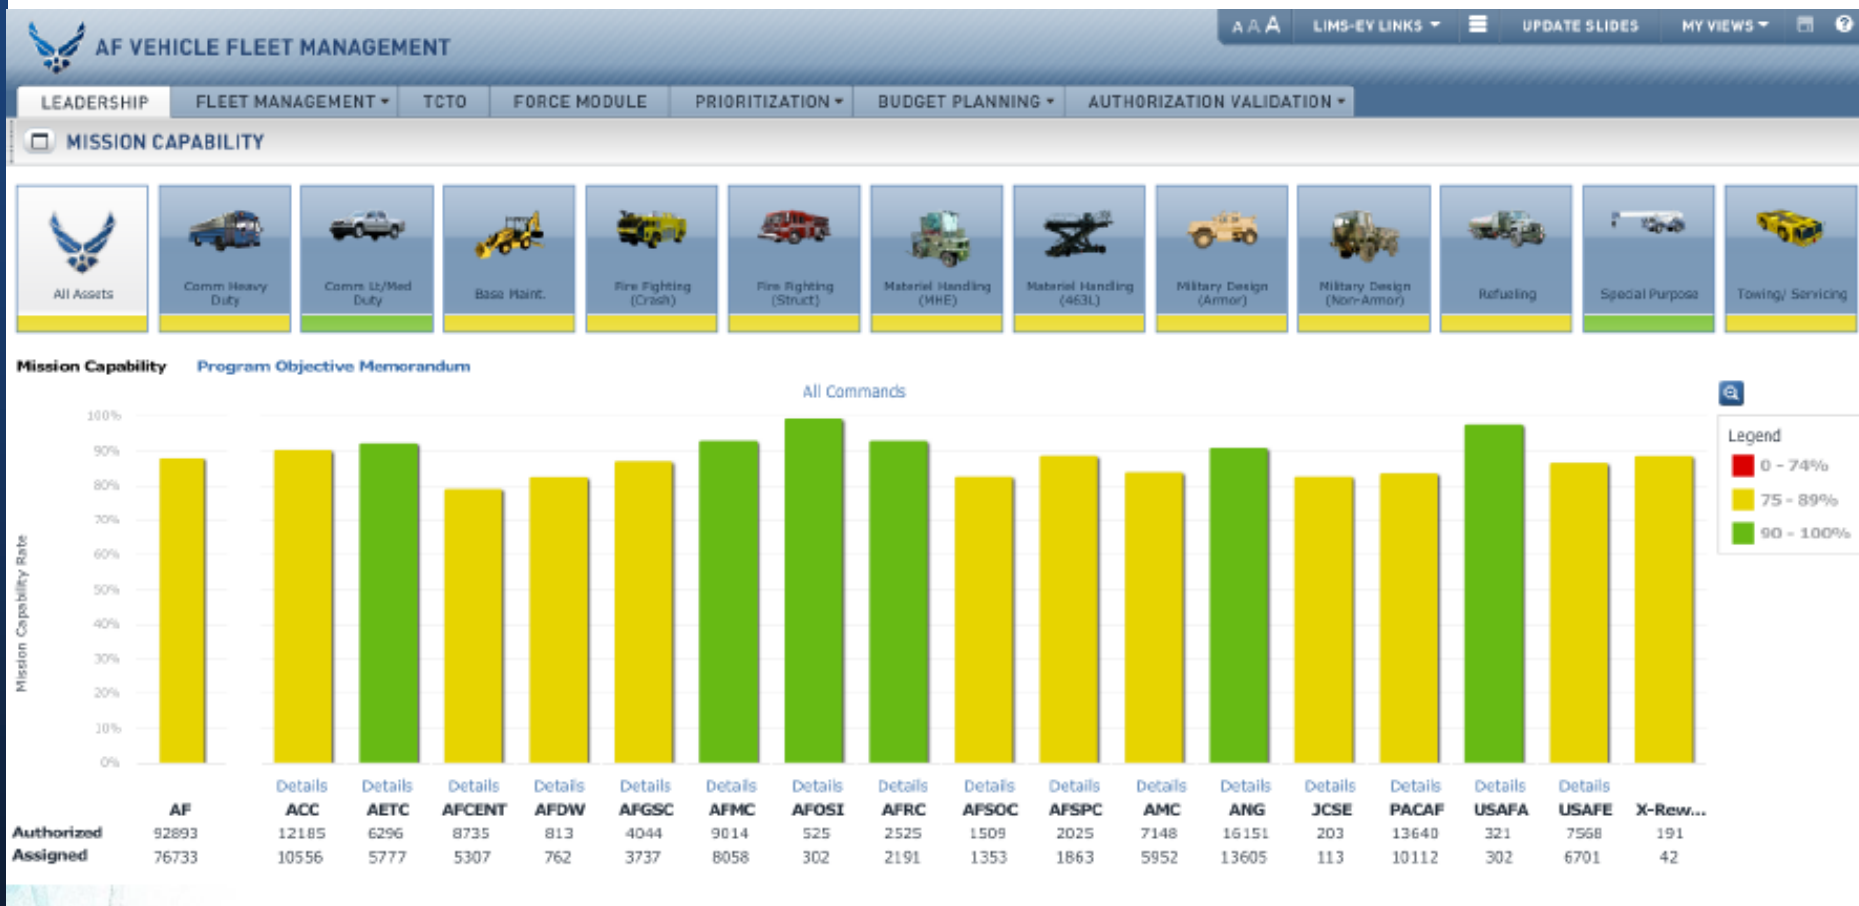 AAA LIMS-EV LINKS UPDATE SLIDES MY VIEWS ?
AF VEHICLE FLEET MANAGEMENT
LEADERSHIP FLEET MANAGEMENT TCTO FORCE MODULE PRIORITIZATION BUDGET PLANNING AUTHORIZATION VALIDATION
MISSION CAPABILITY
All Assets
Comm Heavy
Duty
Comm Lt/Med
Duty
Base Maint.
Fire Fighting
(Crash)
Fire Fighting
(Struct)
Materiel Handling
(MHE)
Materiel Handling
(463L)
Military Design
(Armor)
Military Design
(Non-Armor)
Refueling
Special Purpose
Towing/ Servicing
Mission Capability Program Objective Memorandum
All Commands
Mission Capability Rate
100%
90%
80%
70%
60%
50%
40%
30%
20%
10%
0%
Legend
0 - 74%
75 - 89%
90 - 100%
Details Details Details Details Details Details Details Details Details Details Details Details Details Details Details Details
AF ACC AETC AFCENT AFDW AFGSC AFMC AFOSI AFRC AFSOC AFSPC AMC ANG JCSE PACAF USAFA USAFE X-Rew...
Authorized 92893 12185 6296 8735 813 4044 9014 525 2525 1509 2025 7148 16151 203 13640 321 7568 191
Assigned 76733 10556 5777 5307 762 3737 8058 302 2191 1353 1863 5952 13605 113 10112 302 6701 42